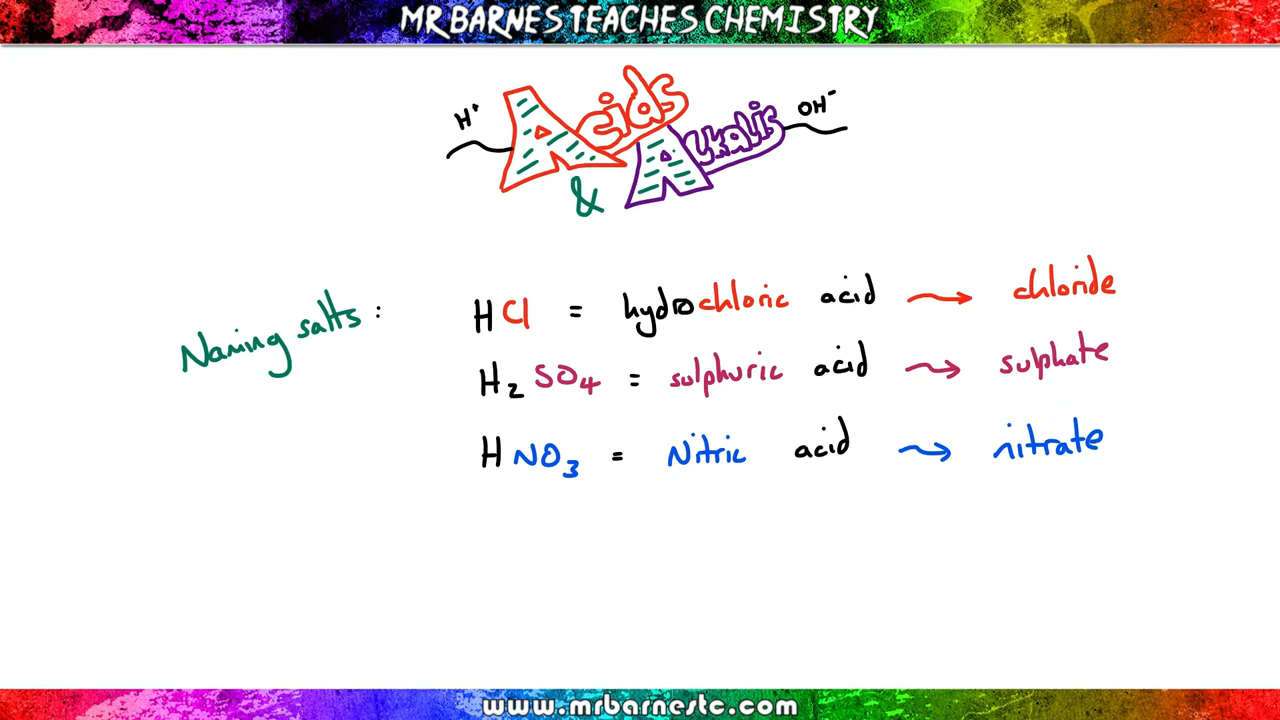 MR BARNES TEACHES CHEMISTRY
H⁺ Acids
& Alkalis OH⁻
Naming salts :
HCl = hydrochloric acid → chloride
H₂SO₄ = sulphuric acid → sulphate
HNO₃ = Nitric acid → nitrate
www.mrbarnestc.com